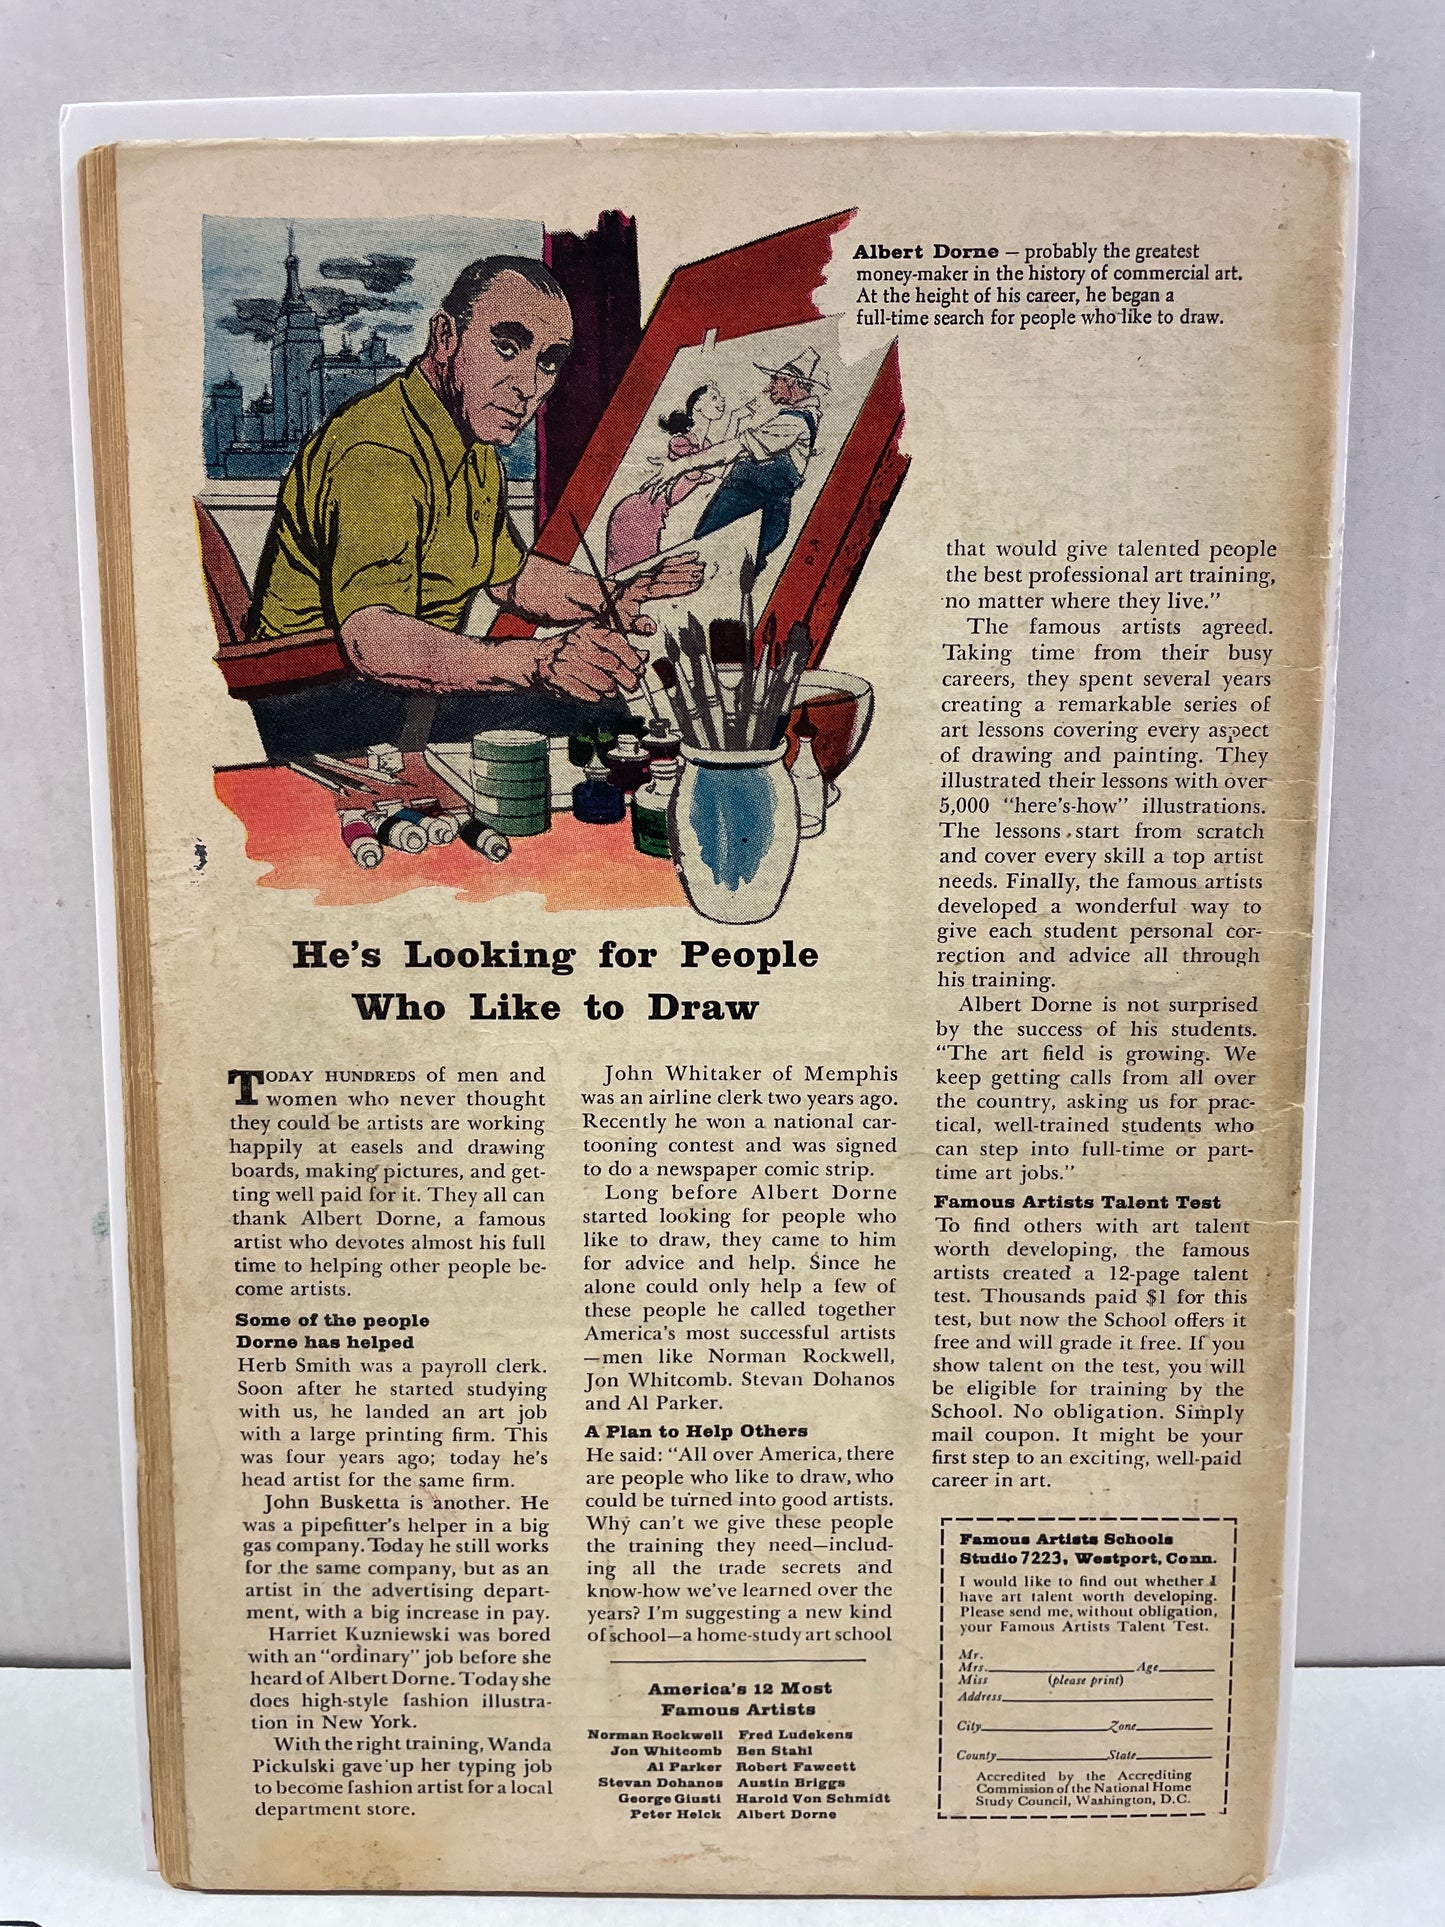 Albert Dorne — probably the greatest
money-maker in the history of commercial art.
At the height of his career, he began a
full-time search for people who like to draw.
He's Looking for People
Who Like to Draw
TODAY HUNDREDS of men and
women who never thought
they could be artists are working
happily at easels and drawing
boards, making pictures, and get-
ting well paid for it. They all can
thank Albert Dorne, a famous
artist who devotes almost his full
time to helping other people be-
come artists.
Some of the people
Dorne has helped
Herb Smith was a payroll clerk.
Soon after he started studying
with us, he landed an art job
with a large printing firm. This
was four years ago; today he's
head artist for the same firm.
John Busketta is another. He
was a pipefitter's helper in a big
gas company. Today he still works
for the same company, but as an
artist in the advertising depart-
ment, with a big increase in pay.
Harriet Kuzniewski was bored
with an "ordinary" job before she
heard of Albert Dorne. Today she
does high-style fashion illustra-
tion in New York.
With the right training, Wanda
Pickulski gave up her typing job
to become fashion artist for a local
department store.
John Whitaker of Memphis
was an airline clerk two years ago.
Recently he won a national car-
tooning contest and was signed
to do a newspaper comic strip.
Long before Albert Dorne
started looking for people who
like to draw, they came to him
for advice and help. Since he
alone could only help a few of
these people he called together
America's most successful artists
—men like Norman Rockwell,
Jon Whitcomb. Stevan Dohanos
and Al Parker.
A Plan to Help Others
He said: "All over America, there
are people who like to draw, who
could be turned into good artists.
Why can't we give these people
the training they need—includ-
ing all the trade secrets and
know-how we've learned over the
years? I'm suggesting a new kind
of school—a home-study art school
America's 12 Most
Famous Artists
Norman Rockwell Fred Ludekens
Jon Whitcomb Ben Stahl
Al Parker Robert Fawcett
Stevan Dohanos Austin Briggs
George Giusti Harold Von Schmidt
Peter Helck Albert Dorne
that would give talented people
the best professional art training,
no matter where they live."
The famous artists agreed.
Taking time from their busy
careers, they spent several years
creating a remarkable series of
art lessons covering every aspect
of drawing and painting. They
illustrated their lessons with over
5,000 "here's-how" illustrations.
The lessons start from scratch
and cover every skill a top artist
needs. Finally, the famous artists
developed a wonderful way to
give each student personal cor-
rection and advice all through
his training.
Albert Dorne is not surprised
by the success of his students.
"The art field is growing. We
keep getting calls from all over
the country, asking us for prac-
tical, well-trained students who
can step into full-time or part-
time art jobs."
Famous Artists Talent Test
To find others with art talent
worth developing, the famous
artists created a 12-page talent
test. Thousands paid $1 for this
test, but now the School offers it
free and will grade it free. If you
show talent on the test, you will
be eligible for training by the
School. No obligation. Simply
mail coupon. It might be your
first step to an exciting, well-paid
career in art.
Famous Artists Schools
Studio 7223, Westport, Conn.
I would like to find out whether I
have art talent worth developing.
Please send me, without obligation,
your Famous Artists Talent Test.
Mr.
Mrs. Age
Miss (please print)
Address
City Zone
County State
Accredited by the Accrediting
Commission of the National Home
Study Council, Washington, D.C.